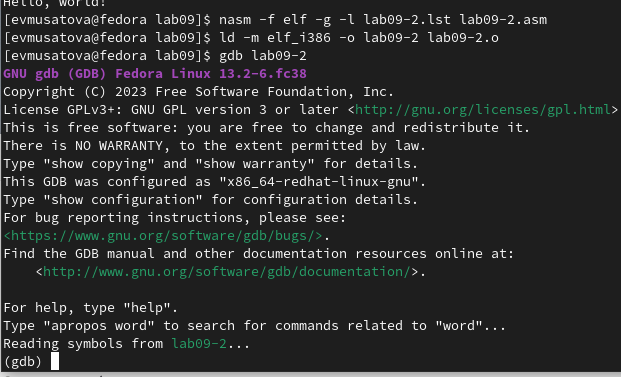 Hello, world!
[evmusatova@fedora lab09]$ nasm -f elf -g -l lab09-2.lst lab09-2.asm
[evmusatova@fedora lab09]$ ld -m elf_i386 -o lab09-2 lab09-2.o
[evmusatova@fedora lab09]$ gdb lab09-2
GNU gdb (GDB) Fedora Linux 13.2-6.fc38
Copyright (C) 2023 Free Software Foundation, Inc.
License GPLv3+: GNU GPL version 3 or later <http://gnu.org/licenses/gpl.html>
This is free software: you are free to change and redistribute it.
There is NO WARRANTY, to the extent permitted by law.
Type "show copying" and "show warranty" for details.
This GDB was configured as "x86_64-redhat-linux-gnu".
Type "show configuration" for configuration details.
For bug reporting instructions, please see:
<https://www.gnu.org/software/gdb/bugs/>.
Find the GDB manual and other documentation resources online at:
    <http://www.gnu.org/software/gdb/documentation/>.

For help, type "help".
Type "apropos word" to search for commands related to "word"...
Reading symbols from lab09-2...
(gdb)